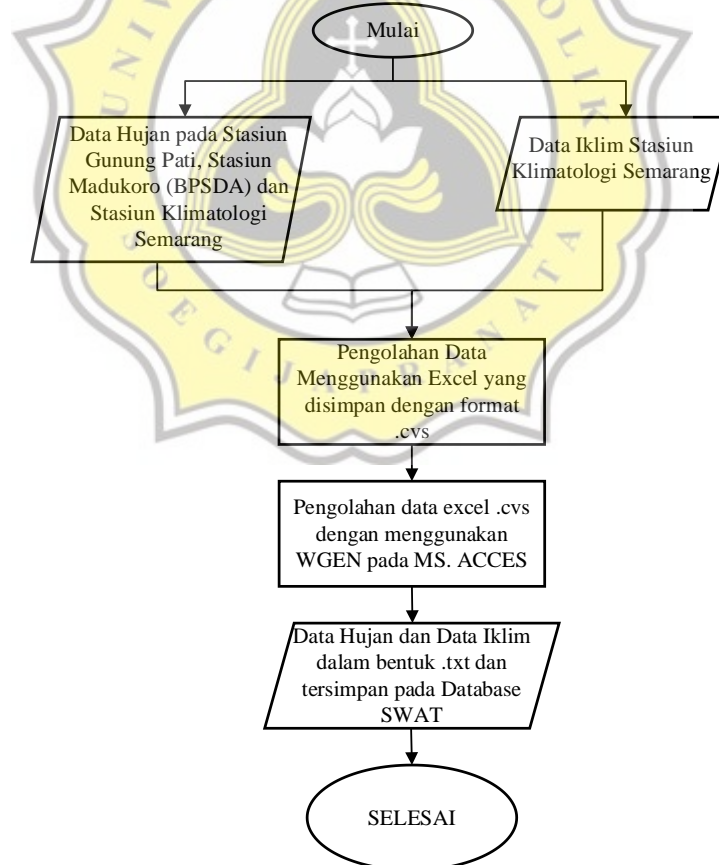 Mulai
Data Hujan pada Stasiun
Gunung Pati, Stasiun
Madukoro (BPSDA) dan
Stasiun Klimatologi
Semarang
Data Iklim Stasiun
Klimatologi Semarang
Pengolahan Data
Menggunakan Excel yang
disimpan dengan format
.cvs
Pengolahan data excel .cvs
dengan menggunakan
WGEN pada MS. ACCES
Data Hujan dan Data Iklim
dalam bentuk .txt dan
tersimpan pada Database
SWAT
SELESAI
SOEGIJAPRANATA